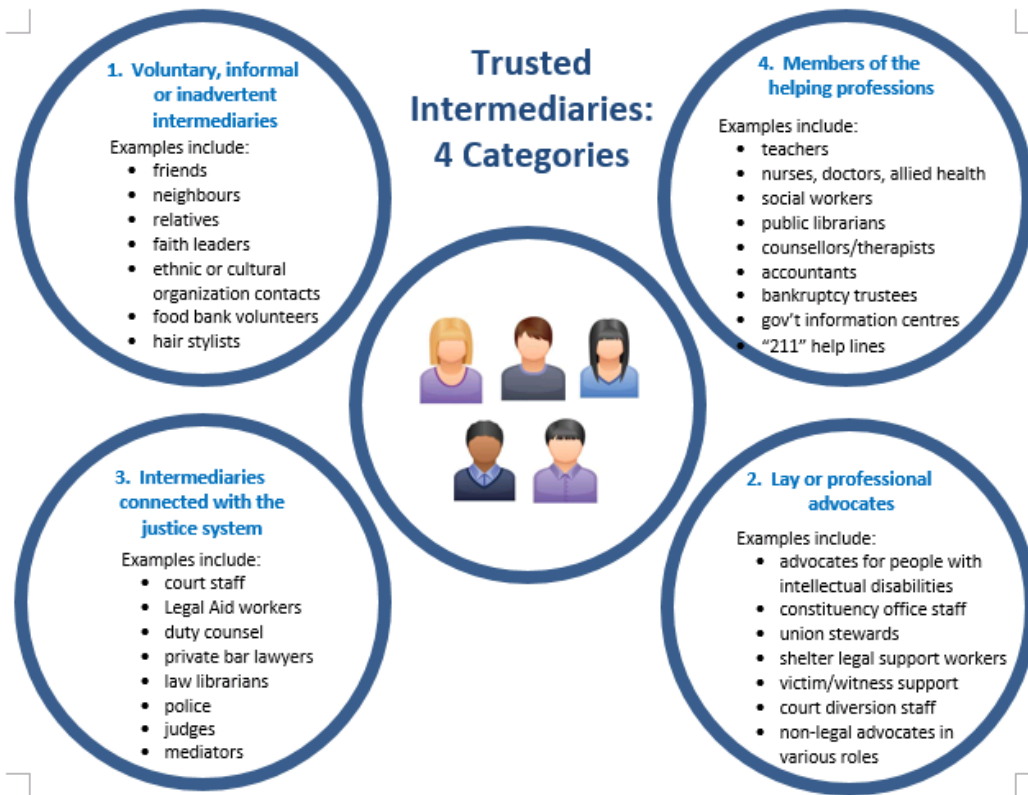 Trusted
Intermediaries:
4 Categories
1. Voluntary, informal
or inadvertent
intermediaries
Examples include:
• friends
• neighbours
• relatives
• faith leaders
• ethnic or cultural
organization contacts
• food bank volunteers
• hair stylists
4. Members of the
helping professions
Examples include:
• teachers
• nurses, doctors, allied health
• social workers
• public librarians
• counsellors/therapists
• accountants
• bankruptcy trustees
• gov't information centres
• “211” help lines
3. Intermediaries
connected with the
justice system
Examples include:
• court staff
• Legal Aid workers
• duty counsel
• private bar lawyers
• law librarians
• police
• judges
• mediators
2. Lay or professional
advocates
Examples include:
• advocates for people with
intellectual disabilities
• constituency office staff
• union stewards
• shelter legal support workers
• victim/witness support
• court diversion staff
• non-legal advocates in
various roles